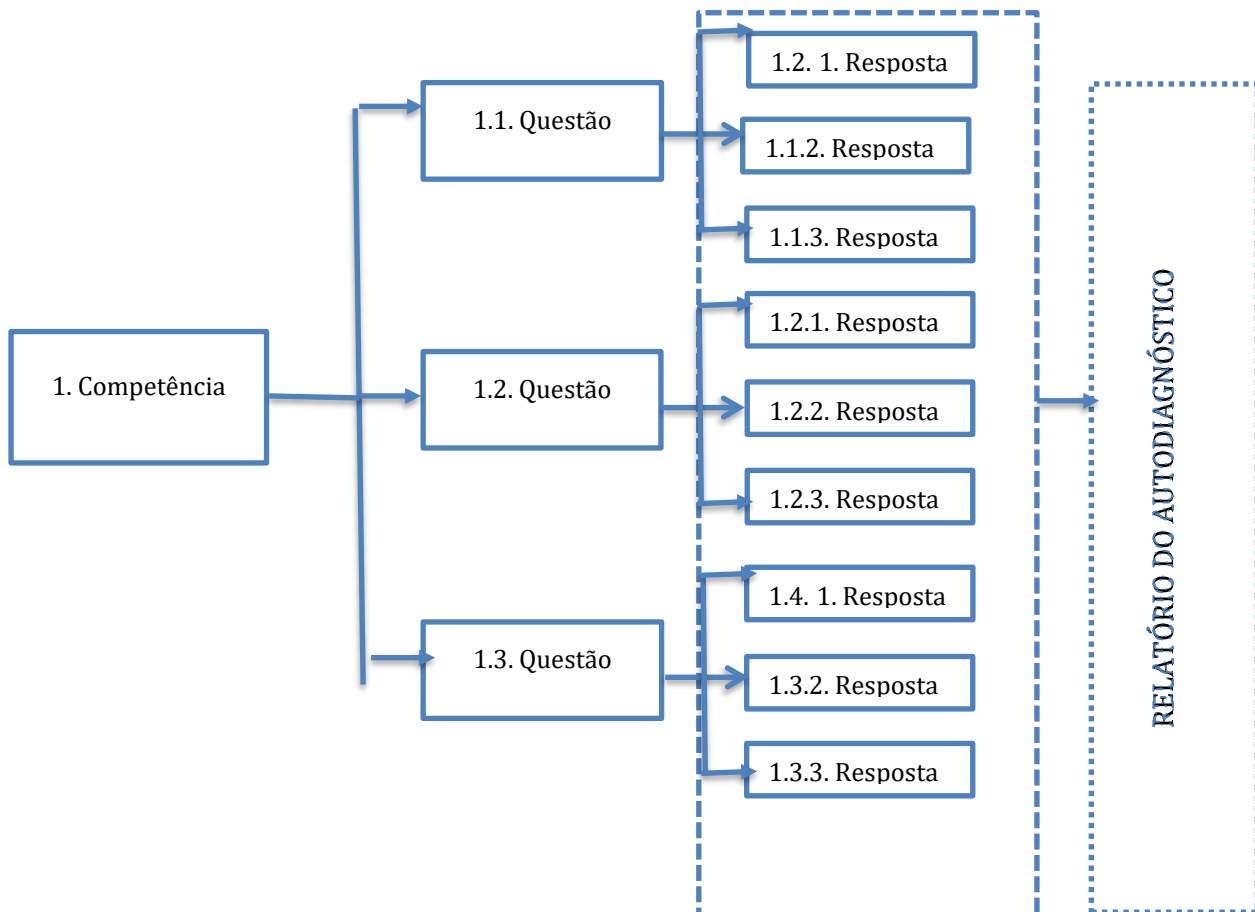 1. Competência
1.1. Questão
1.2. 1. Resposta
1.1.2. Resposta
1.1.3. Resposta
1.2. Questão
1.2.1. Resposta
1.2.2. Resposta
1.2.3. Resposta
1.3. Questão
1.4. 1. Resposta
1.3.2. Resposta
1.3.3. Resposta
RELATÓRIO DO AUTODIAGNÓSTICO